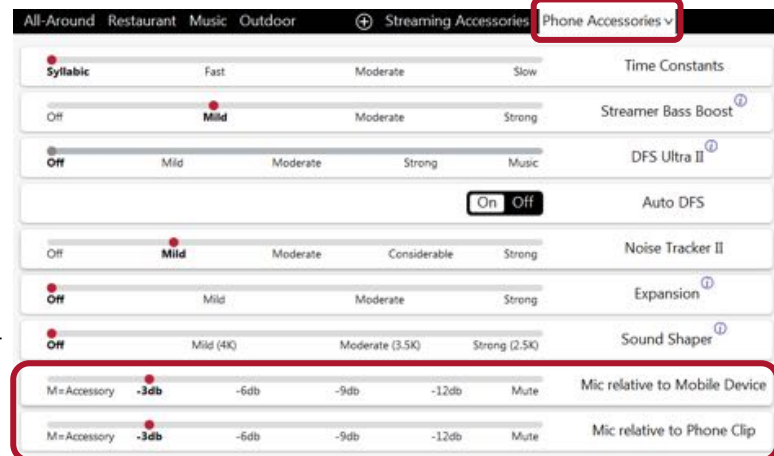 All-Around Restaurant Music Outdoor Streaming Accessories Phone Accessories
Syllabic Fast Moderate Slow Time Constants
Off Mild Moderate Strong Streamer Bass Boost
Off Mild Moderate Strong Music DFS Ultra II
On Off Auto DFS
Off Mild Moderate Considerable Strong Noise Tracker II
Off Mild Moderate Strong Expansion
Off Mild (4K) Moderate (3.5K) Strong (2.5K) Sound Shaper
M=Accessory -3db -6db -9db -12db Mute Mic relative to Mobile Device
M=Accessory -3db -6db -9db -12db Mute Mic relative to Phone Clip